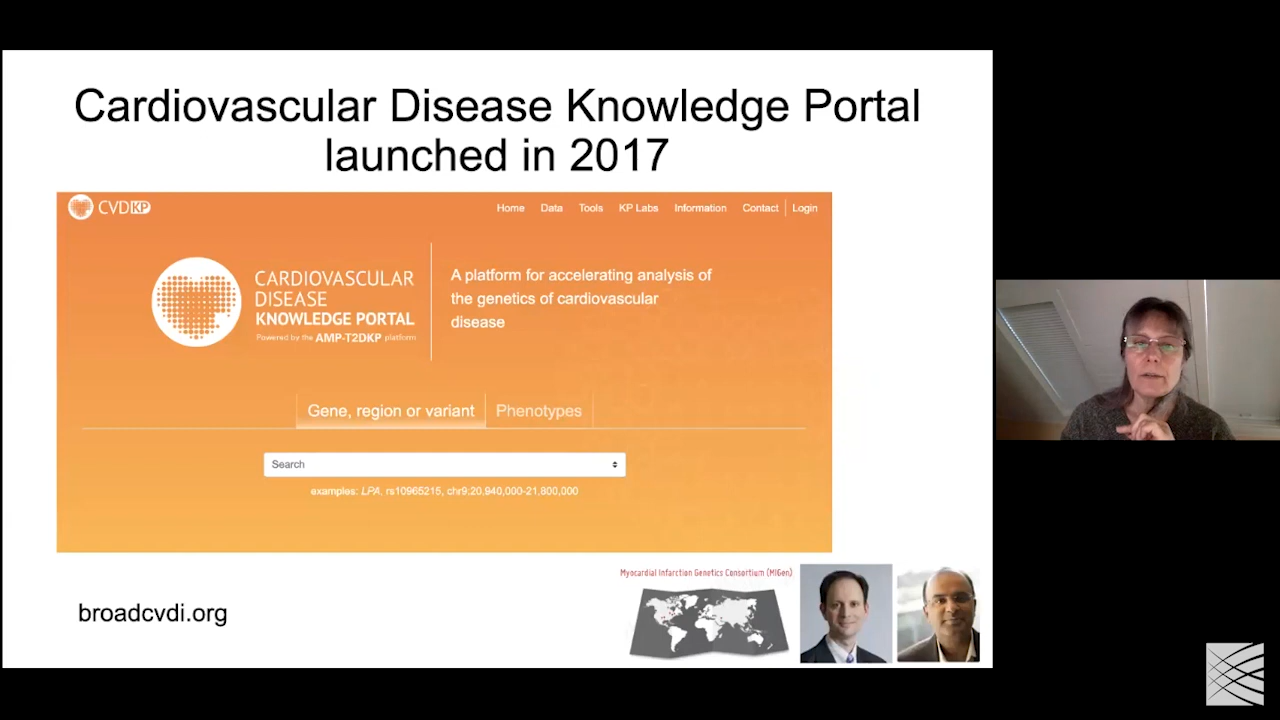 Cardiovascular Disease Knowledge Portal
launched in 2017
CVDKP
Home Data Tools KP Labs Information Contact Login
CARDIOVASCULAR
DISEASE
KNOWLEDGE PORTAL
Powered by the AMP-T2DKP platform
A platform for accelerating analysis of
the genetics of cardiovascular
disease
Gene, region or variant Phenotypes
Search
examples: LPA, rs10965215, chr9:20,940,000-21,800,000
Myocardial Infarction Genetics Consortium (MIGen)
broadcvdi.org